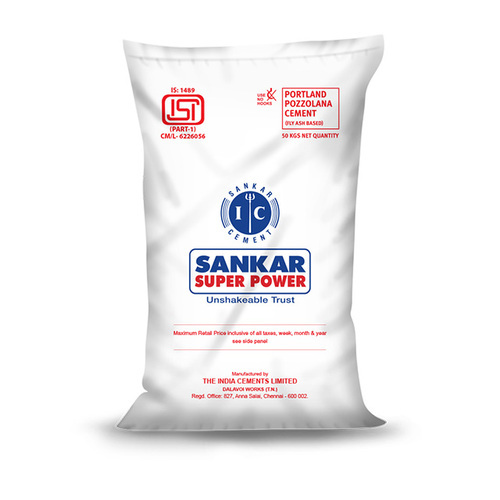 IS: 1489
ISI
(PART-1)
CM/L- 6226056
USE
NO
HOOKS
PORTLAND
POZZOLANA
CEMENT
(FLY ASH BASED)
50 KGS NET QUANTITY
SANKAR
I C
CEMENT
SANKAR
SUPER POWER
Unshakeable Trust
Maximum Retail Price inclusive of all taxes, week, month & year
see side panel
Manufactured by
THE INDIA CEMENTS LIMITED
DALAVOI WORKS (T.N.)
Regd. Office: 827, Anna Salai, Chennai - 600 002.